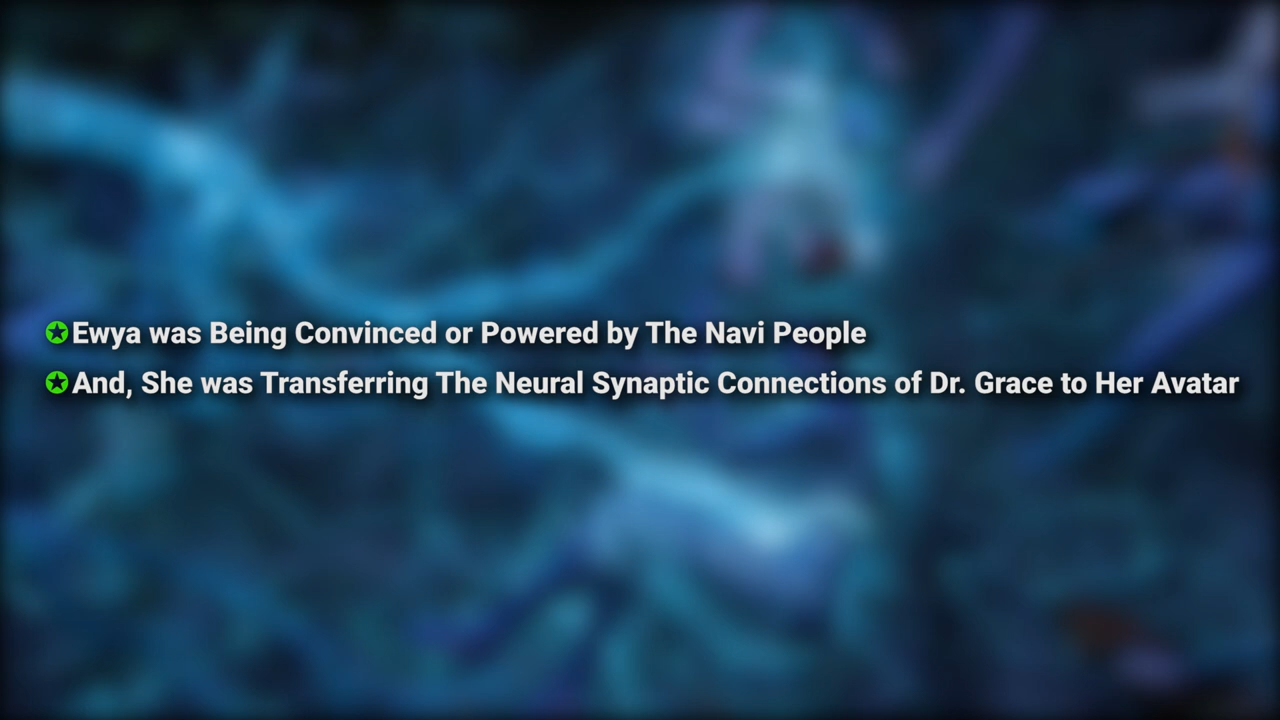 Ewya was Being Convinced or Powered by The Navi People
And, She was Transferring The Neural Synaptic Connections of Dr. Grace to Her Avatar